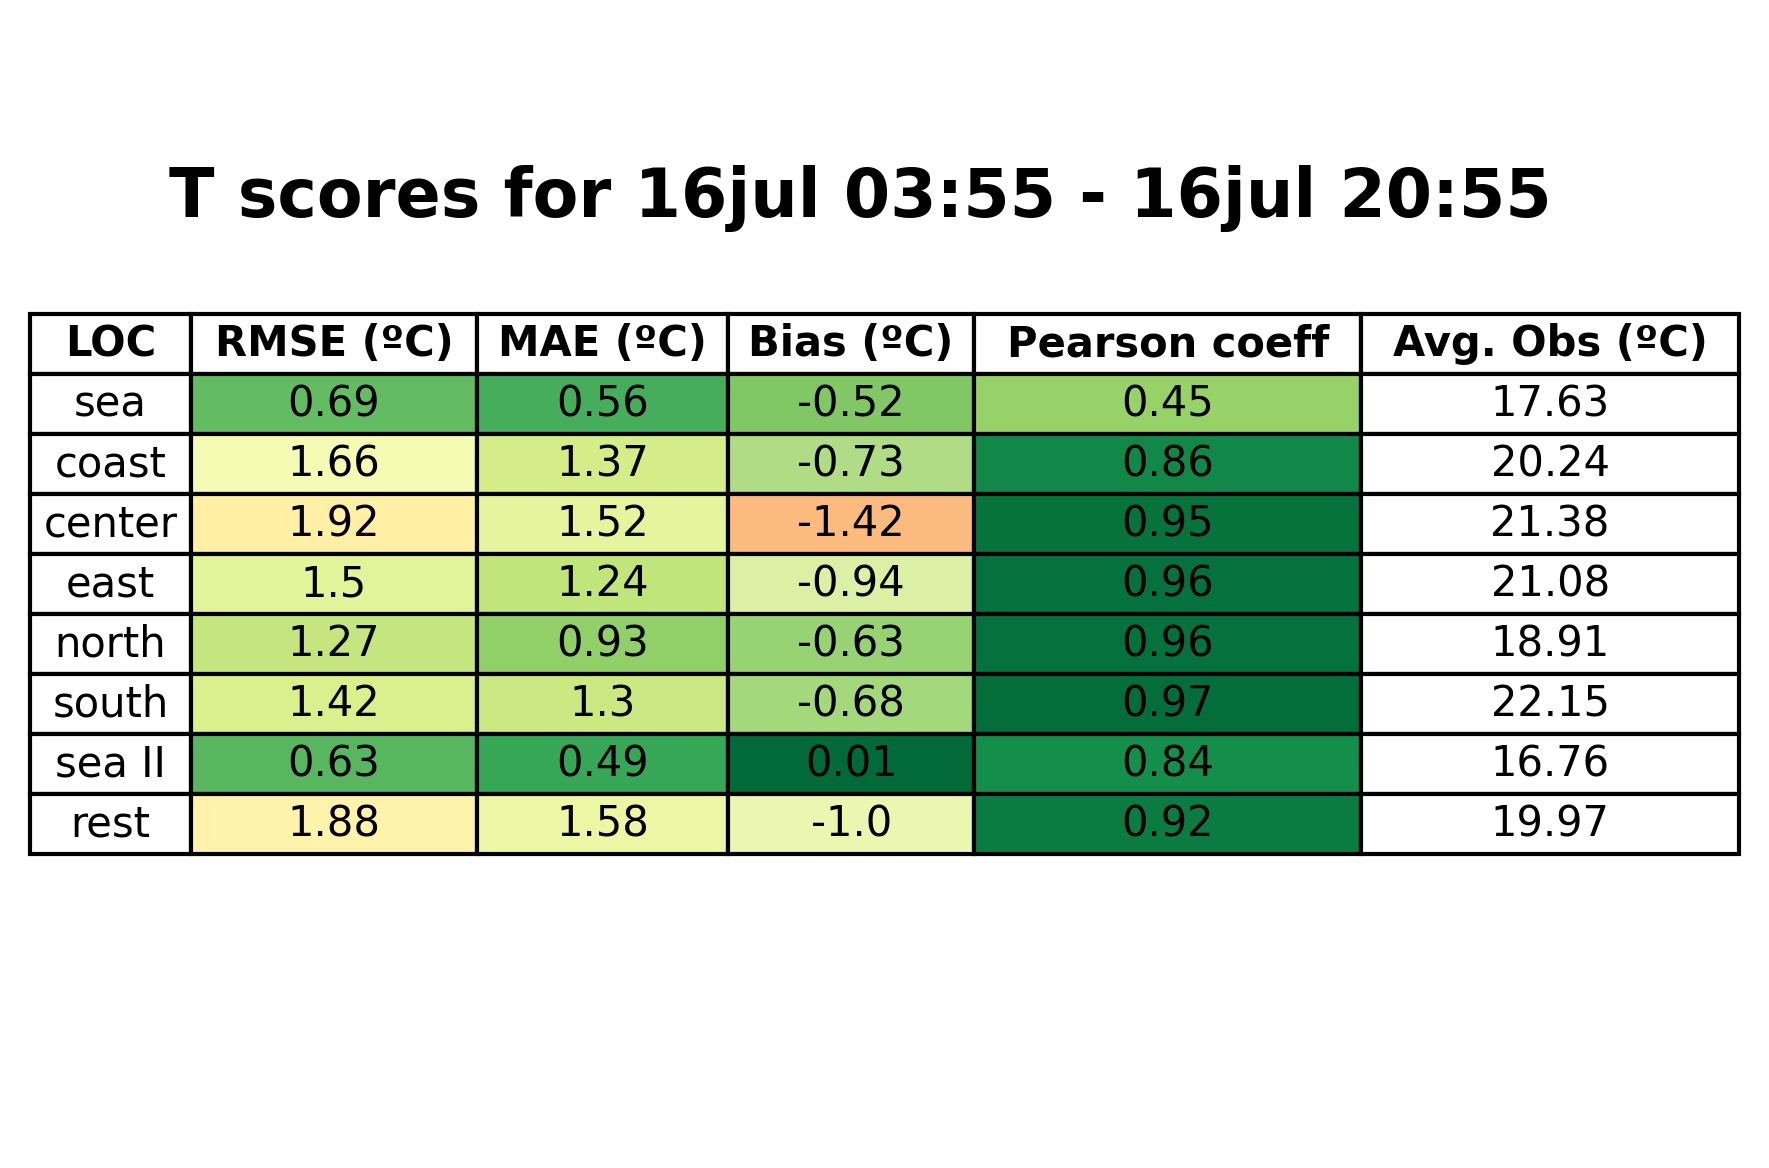 T scores for 16jul 03:55 - 16jul 20:55
LOC RMSE (ºC) MAE (ºC) Bias (ºC) Pearson coeff Avg. Obs (ºC)
sea 0.69 0.56 -0.52 0.45 17.63
coast 1.66 1.37 -0.73 0.86 20.24
center 1.92 1.52 -1.42 0.95 21.38
east 1.5 1.24 -0.94 0.96 21.08
north 1.27 0.93 -0.63 0.96 18.91
south 1.42 1.3 -0.68 0.97 22.15
sea II 0.63 0.49 0.01 0.84 16.76
rest 1.88 1.58 -1.0 0.92 19.97